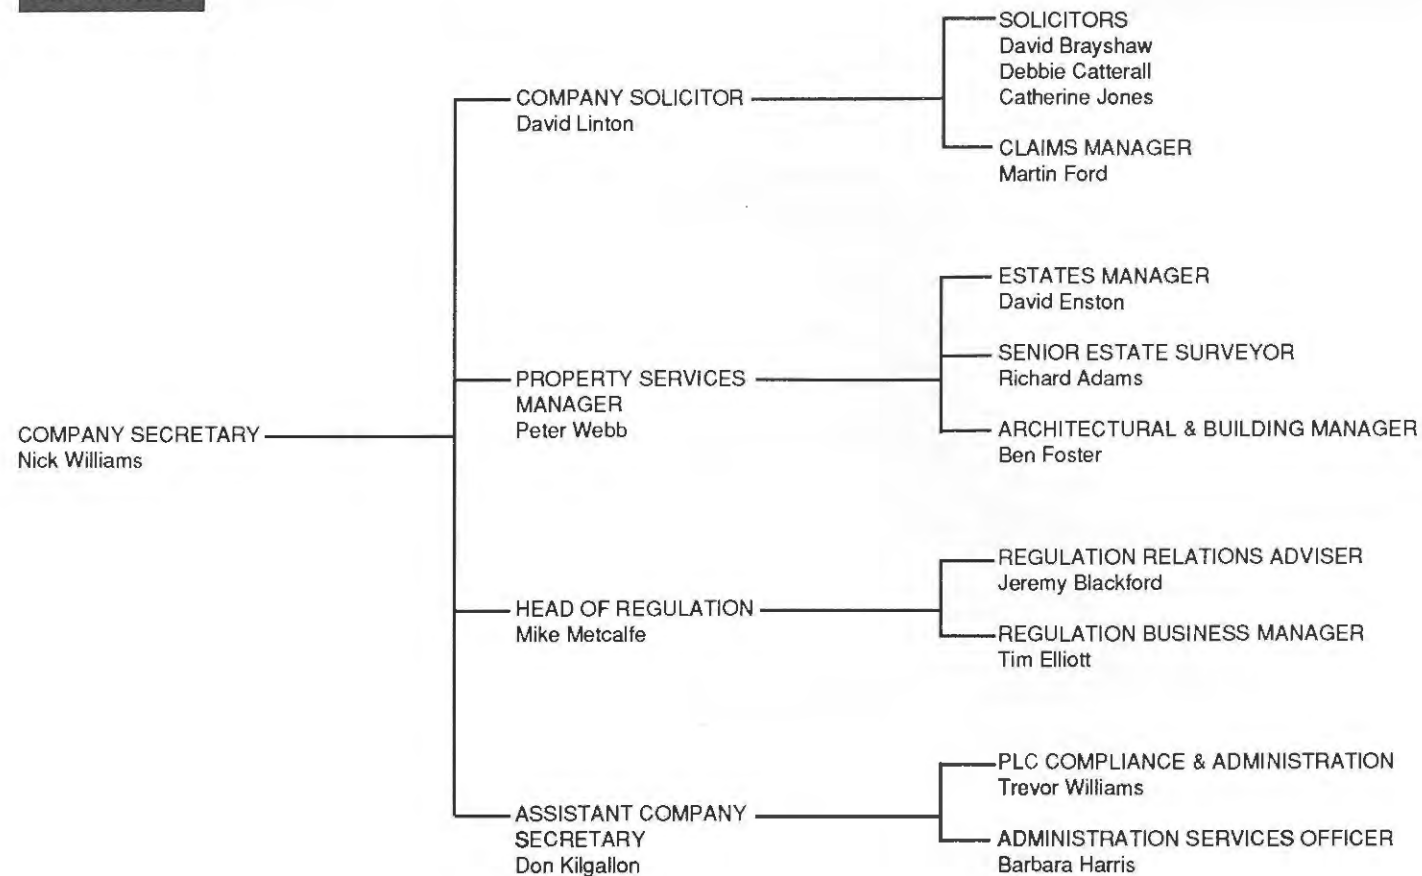 SOLICITORS
David Brayshaw
Debbie Catterall
Catherine Jones
COMPANY SOLICITOR
David Linton
CLAIMS MANAGER
Martin Ford
ESTATES MANAGER
David Enston
SENIOR ESTATE SURVEYOR
Richard Adams
PROPERTY SERVICES
MANAGER
Peter Webb
ARCHITECTURAL & BUILDING MANAGER
Ben Foster
COMPANY SECRETARY
Nick Williams
REGULATION RELATIONS ADVISER
Jeremy Blackford
HEAD OF REGULATION
Mike Metcalfe
REGULATION BUSINESS MANAGER
Tim Elliott
PLC COMPLIANCE & ADMINISTRATION
Trevor Williams
ASSISTANT COMPANY
SECRETARY
Don Kilgallon
ADMINISTRATION SERVICES OFFICER
Barbara Harris